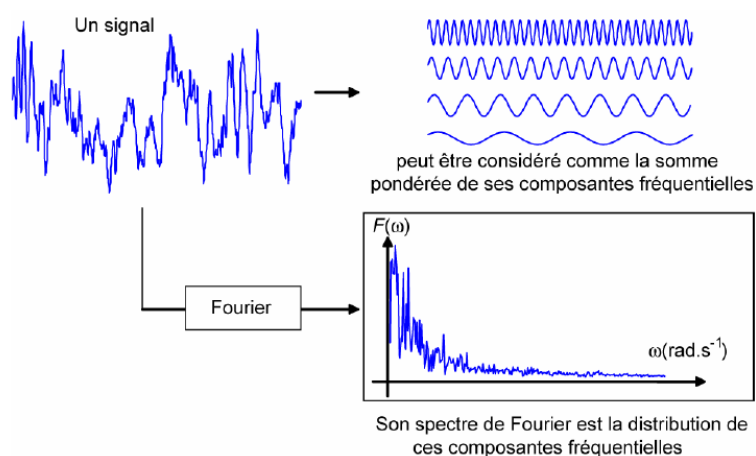 Un signal
peut être considéré comme la somme
pondérée de ses composantes fréquentielles
F(ω)
Fourier
ω(rad.s⁻¹)
Son spectre de Fourier est la distribution de
ces composantes fréquentielles